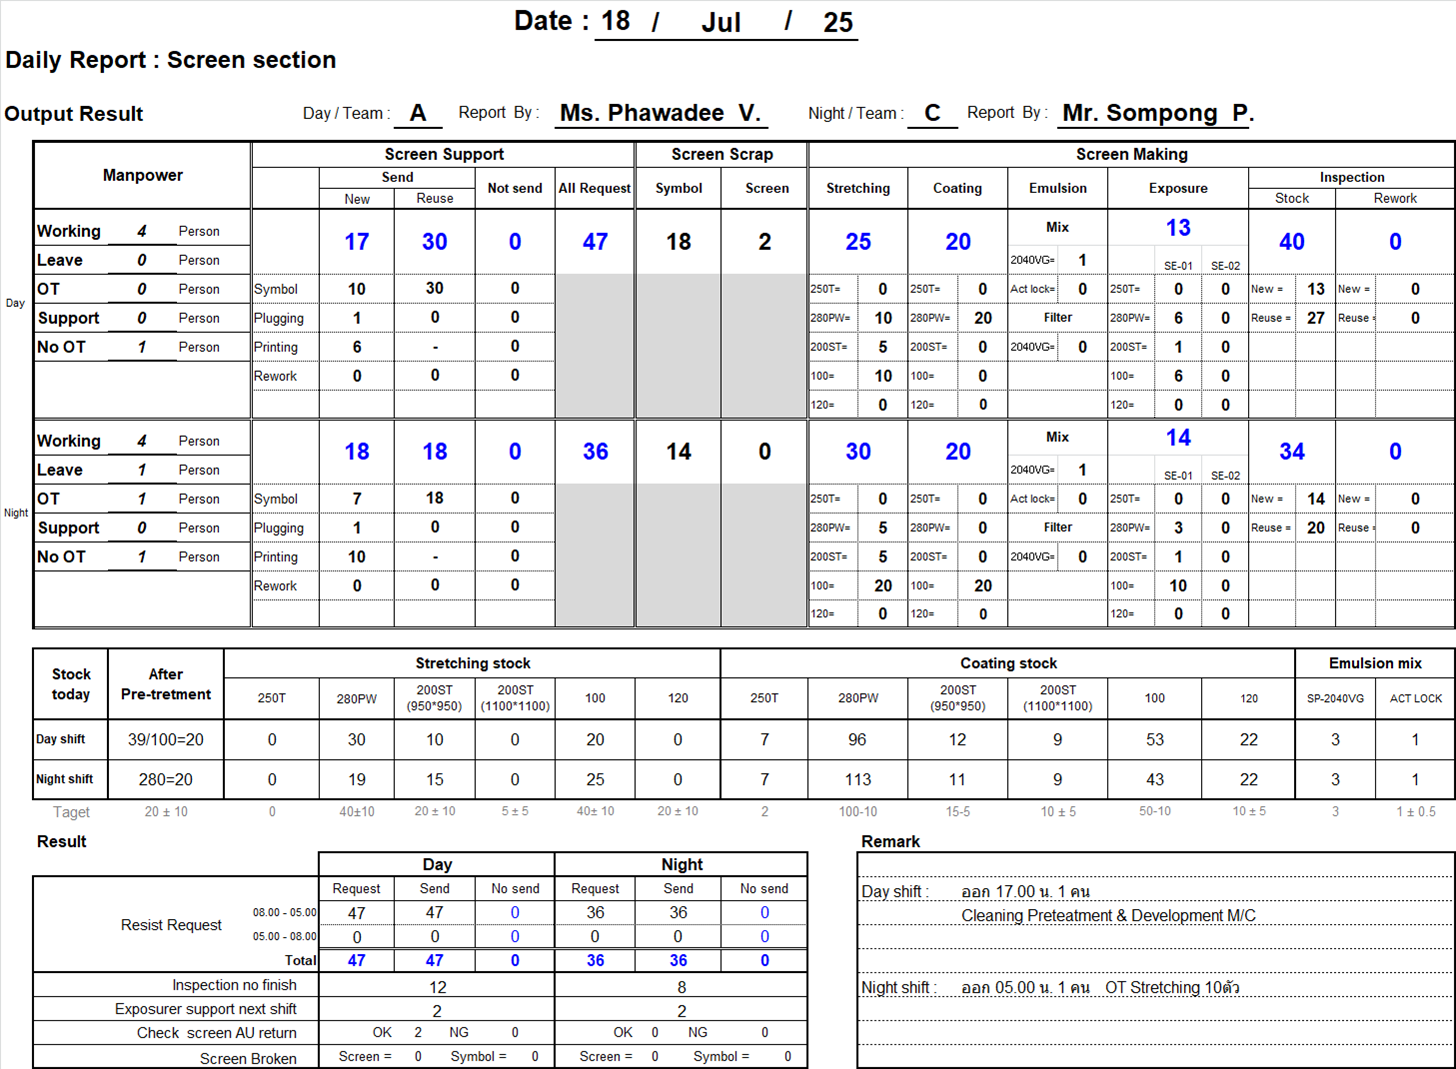 Date : 18 / Jul / 25
Daily Report : Screen section
Output Result Day / Team : A Report By : Ms. Phawadee V. Night / Team : C Report By : Mr. Sompong P.
Manpower Screen Support Screen Scrap Screen Making
Send Not send All Request Symbol Screen Stretching Coating Emulsion Exposure Inspection
New Reuse Stock Rework
Day
Working 4 Person 17 30 0 47 18 2 25 20 Mix 13 40 0
Leave 0 Person 2040VG= 1 SE-01 SE-02
OT 0 Person Symbol 10 30 0 250T= 0 250T= 0 Act lock= 0 250T= 0 0 New = 13 New = 0
Support 0 Person Plugging 1 0 0 280PW= 10 280PW= 20 Filter 280PW= 6 0 Reuse = 27 Reuse = 0
No OT 1 Person Printing 6 - 0 200ST= 5 200ST= 0 2040VG= 0 200ST= 1 0
Rework 0 0 0 100= 10 100= 0 100= 6 0
120= 0 120= 0 120= 0 0
Night
Working 4 Person 18 18 0 36 14 0 30 20 Mix 14 34 0
Leave 1 Person 2040VG= 1 SE-01 SE-02
OT 1 Person Symbol 7 18 0 250T= 0 250T= 0 Act lock= 0 250T= 0 0 New = 14 New = 0
Support 0 Person Plugging 1 0 0 280PW= 5 280PW= 0 Filter 280PW= 3 0 Reuse = 20 Reuse = 0
No OT 1 Person Printing 10 - 0 200ST= 5 200ST= 0 2040VG= 0 200ST= 1 0
Rework 0 0 0 100= 20 100= 20 100= 10 0
120= 0 120= 0 120= 0 0
Stock today After Pre-tretment Stretching stock Coating stock Emulsion mix
250T 280PW 200ST (950*950) 200ST (1100*1100) 100 120 250T 280PW 200ST (950*950) 200ST (1100*1100) 100 120 SP-2040VG ACT LOCK
Day shift 39/100=20 0 30 10 0 20 0 7 96 12 9 53 22 3 1
Night shift 280=20 0 19 15 0 25 0 7 113 11 9 43 22 3 1
Taget 20 ± 10 0 40±10 20 ± 10 5 ± 5 40± 10 20 ± 10 2 100-10 15-5 10 ± 5 50-10 10 ± 5 3 1 ± 0.5
Result
Day Night
Request Send No send Request Send No send
Resist Request
08.00 - 05.00 47 47 0 36 36 0
05.00 - 08.00 0 0 0 0 0 0
Total 47 47 0 36 36 0
Inspection no finish 12 8
Exposurer support next shift 2 2
Check screen AU return OK 2 NG 0 OK 0 NG 0
Screen Broken Screen = 0 Symbol = 0 Screen = 0 Symbol = 0
Remark
Day shift : ออก 17.00 น. 1 คน
Cleaning Preteatment & Development M/C
Night shift : ออก 05.00 น. 1 คน OT Stretching 10ตัว